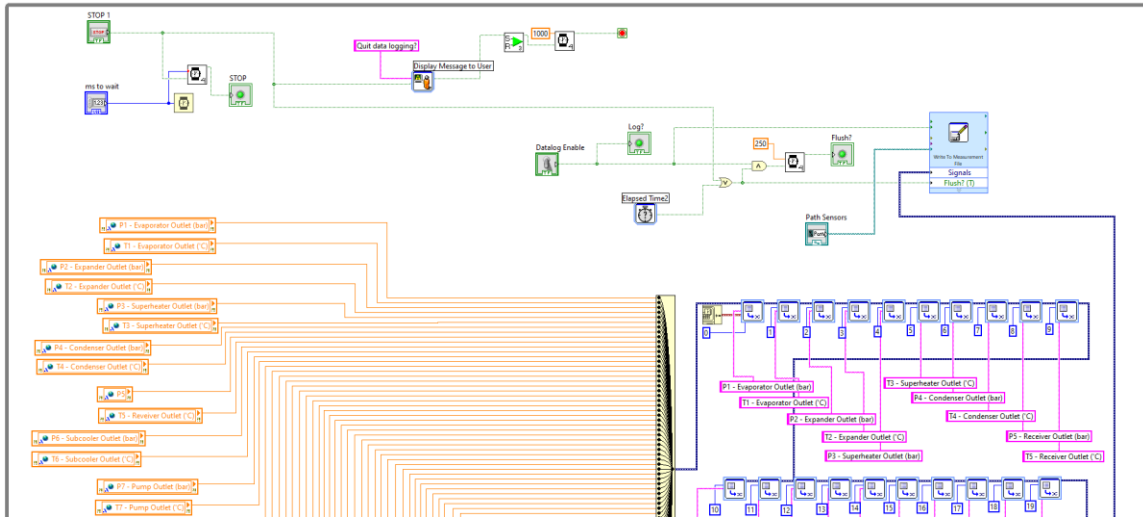 STOP 1
STOP
ms to wait
123
STOP
Quit data logging?
Display Message to User
1000
Datalog Enable
Log?
250
Flush?
Elapsed Time2
Write To Measurement
File
Signals
Flush? (T)
Path Sensors
P1 - Evaporator Outlet (bar)
T1 - Evaporator Outlet (°C)
P2 - Expander Outlet (bar)
T2 - Expander Outlet (°C)
P3 - Superheater Outlet (bar)
T3 - Superheater Outlet (°C)
P4 - Condenser Outlet (bar)
T4 - Condenser Outlet (°C)
P5
T5 - Reveiver Outlet (°C)
P6 - Subcooler Outlet (bar)
T6 - Subcooler Outlet (°C)
P7 - Pump Outlet (bar)
T7 - Pump Outlet (°C)
0
1
2
3
4
5
6
7
8
9
P1 - Evaporator Outlet (bar)
T1 - Evaporator Outlet (°C)
P2 - Expander Outlet (bar)
T2 - Expander Outlet (°C)
P3 - Superheater Outlet (bar)
T3 - Superheater Outlet (°C)
P4 - Condenser Outlet (bar)
T4 - Condenser Outlet (°C)
P5 - Receiver Outlet (bar)
T5 - Receiver Outlet (°C)
10
11
12
13
14
15
16
17
18
19